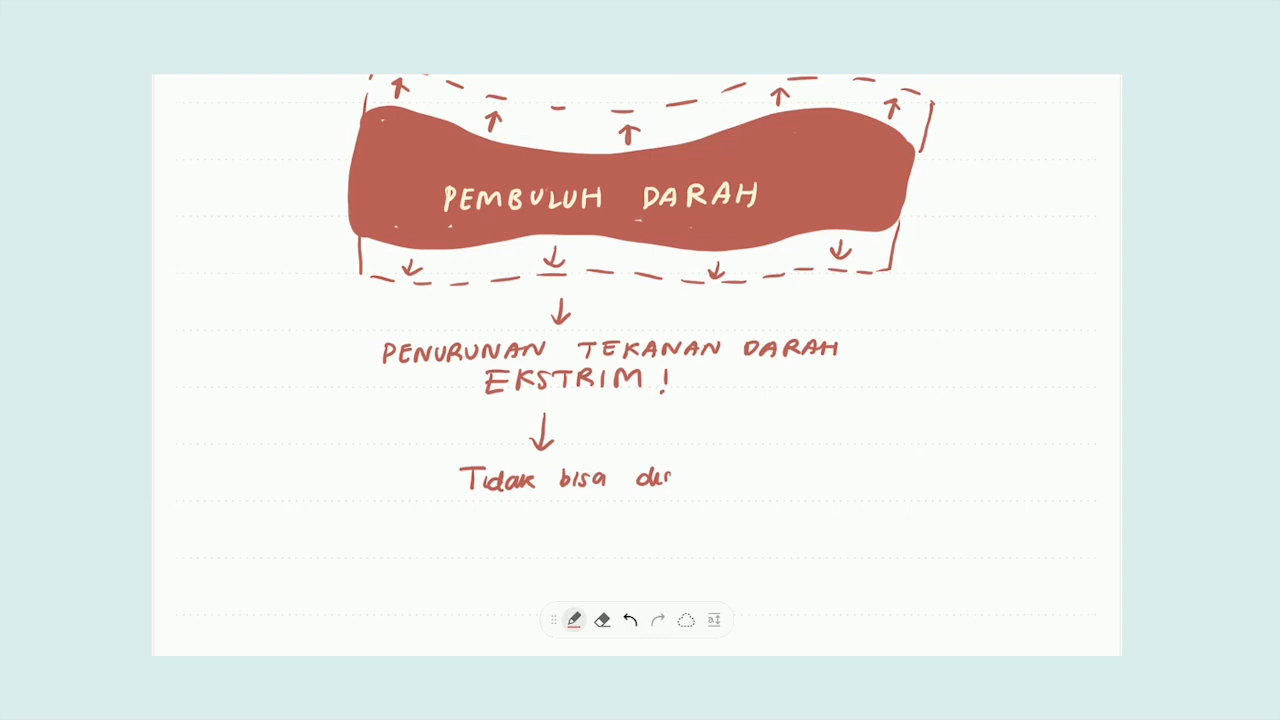 PEMBULUH DARAH
PENURUNAN TEKANAN DARAH
EKSTRIM !
Tidak bisa